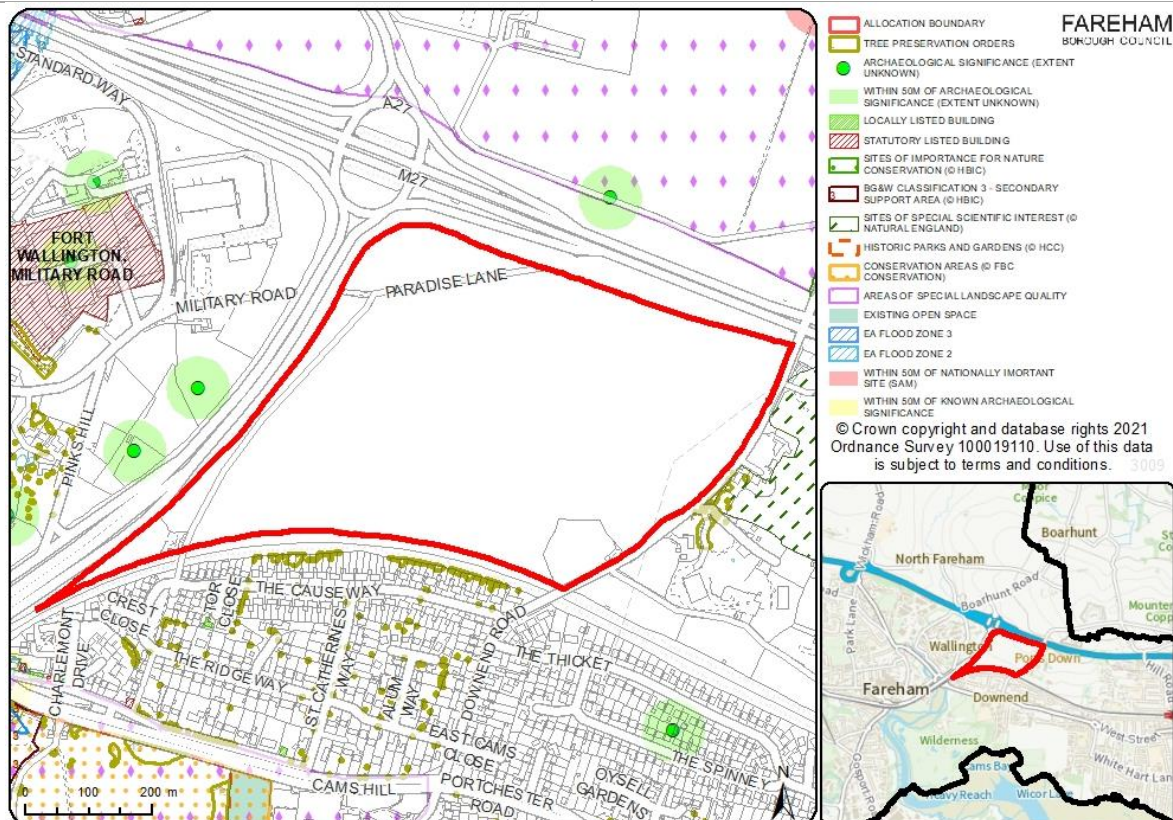 STANDARD WAY
A27
M27
FORT
WALLINGTON,
MILITARY ROAD
MILITARY ROAD
PARADISE LANE
PINKS HILL
CREST
CLOSE
TOR
CLOSE
THE CAUSEWAY
CHARLEMONT
DRIVE
THE RIDGEWAY
ST. CATHERINES
WAY
ALUM
WAY
DOWNEND ROAD
THE THICKET
EAST CAMS
CLOSE
THE SPINNEY
OYSELL
GARDENS
CAMS HILL
PORTCHESTER
ROAD
N
0 100 200 m
FAREHAM
BOROUGH COUNCIL
ALLOCATION BOUNDARY
TREE PRESERVATION ORDERS
ARCHAEOLOGICAL SIGNIFICANCE (EXTENT
UNKNOWN)
WITHIN 50M OF ARCHAEOLOGICAL
SIGNIFICANCE (EXTENT UNKNOWN)
LOCALLY LISTED BUILDING
STATUTORY LISTED BUILDING
SITES OF IMPORTANCE FOR NATURE
CONSERVATION (© HBIC)
3
BG&W CLASSIFICATION 3 - SECONDARY
SUPPORT AREA (© HBIC)
SITES OF SPECIAL SCIENTIFIC INTEREST (©
NATURAL ENGLAND)
HISTORIC PARKS AND GARDENS (© HCC)
CONSERVATION AREAS (© FBC
CONSERVATION)
AREAS OF SPECIAL LANDSCAPE QUALITY
EXISTING OPEN SPACE
EA FLOOD ZONE 3
EA FLOOD ZONE 2
WITHIN 50M OF NATIONALLY IMORTANT
SITE (SAM)
WITHIN 50M OF KNOWN ARCHAEOLOGICAL
SIGNIFICANCE
© Crown copyright and database rights 2021
Ordnance Survey 100019110. Use of this data
is subject to terms and conditions.
3009
Coppice
Boarhunt
Wickham Road
North Fareham
Boarhunt Road
Park Lane
Wallington
Fareham
Downend
West Street
White Hart Lane
Wilderness
Cams Bay
Wicor
Gosport Road
Reach